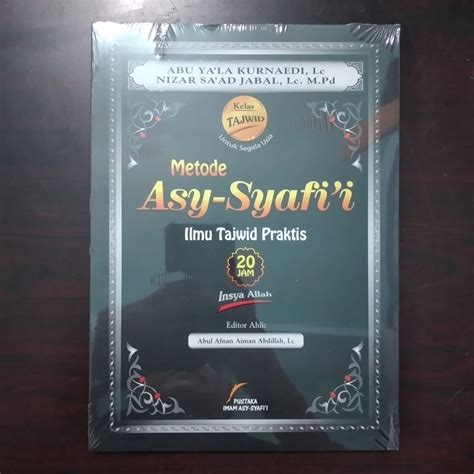 ABU YA'LA KURNAEDI, Lc
NIZAR SA'AD JABAL, Lc. M.Pd
Kelas
TAJWID
Untuk Segala Usia
Metode
Asy-Syafi'i
Ilmu Tajwid Praktis
20
JAM
Insya Allah
Editor Ahli:
Abul Afnan Aiman Abdillah, Lc
PUSTAKA
IMAM ASY-SYAFI'I